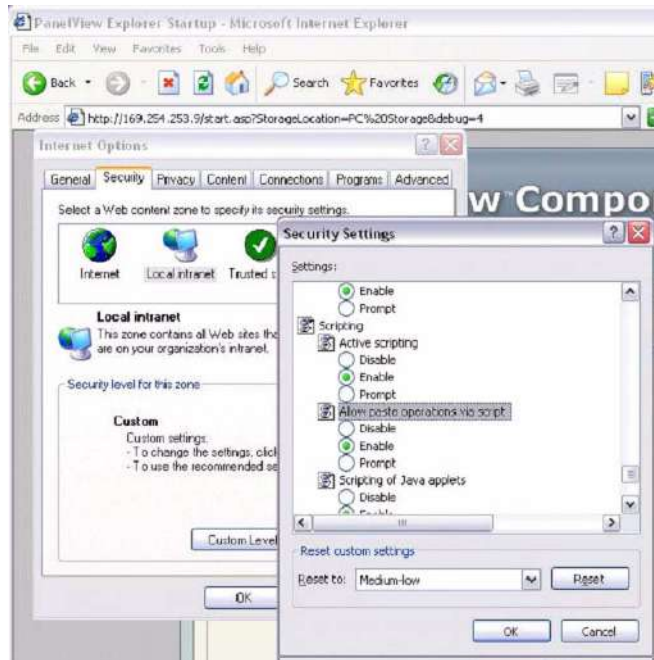 PanelView Explorer Startup - Microsoft Internet Explorer
File Edit View Favorites Tools Help
Back Search Favorites
Address http://169.254.253.9/start.asp?StorageLocation=PC%20Storage&debug=4
Internet Options
General Security Privacy Content Connections Programs Advanced
Select a Web content zone to specify its security settings.
Internet Local intranet Trusted s
Local intranet
This zone contains all Web sites tha
are on your organization's intranet.
Security level for this zone
Custom
Custom settings.
- To change the settings, click
- To use the recommended se
Custom Level
OK
w Compo
Security Settings
Settings:
Enable
Prompt
Scripting
Active scripting
Disable
Enable
Prompt
Allow paste operations via script
Disable
Enable
Prompt
Scripting of Java applets
Disable
Enable
Reset custom settings
Reset to: Medium-low Reset
OK Cancel